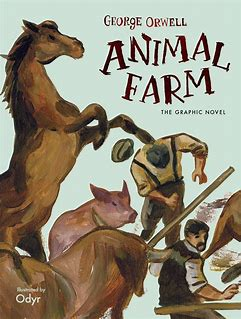 GEORGE ORWELL
ANIMAL
FARM
THE GRAPHIC NOVEL
Illustrated by
Odyr